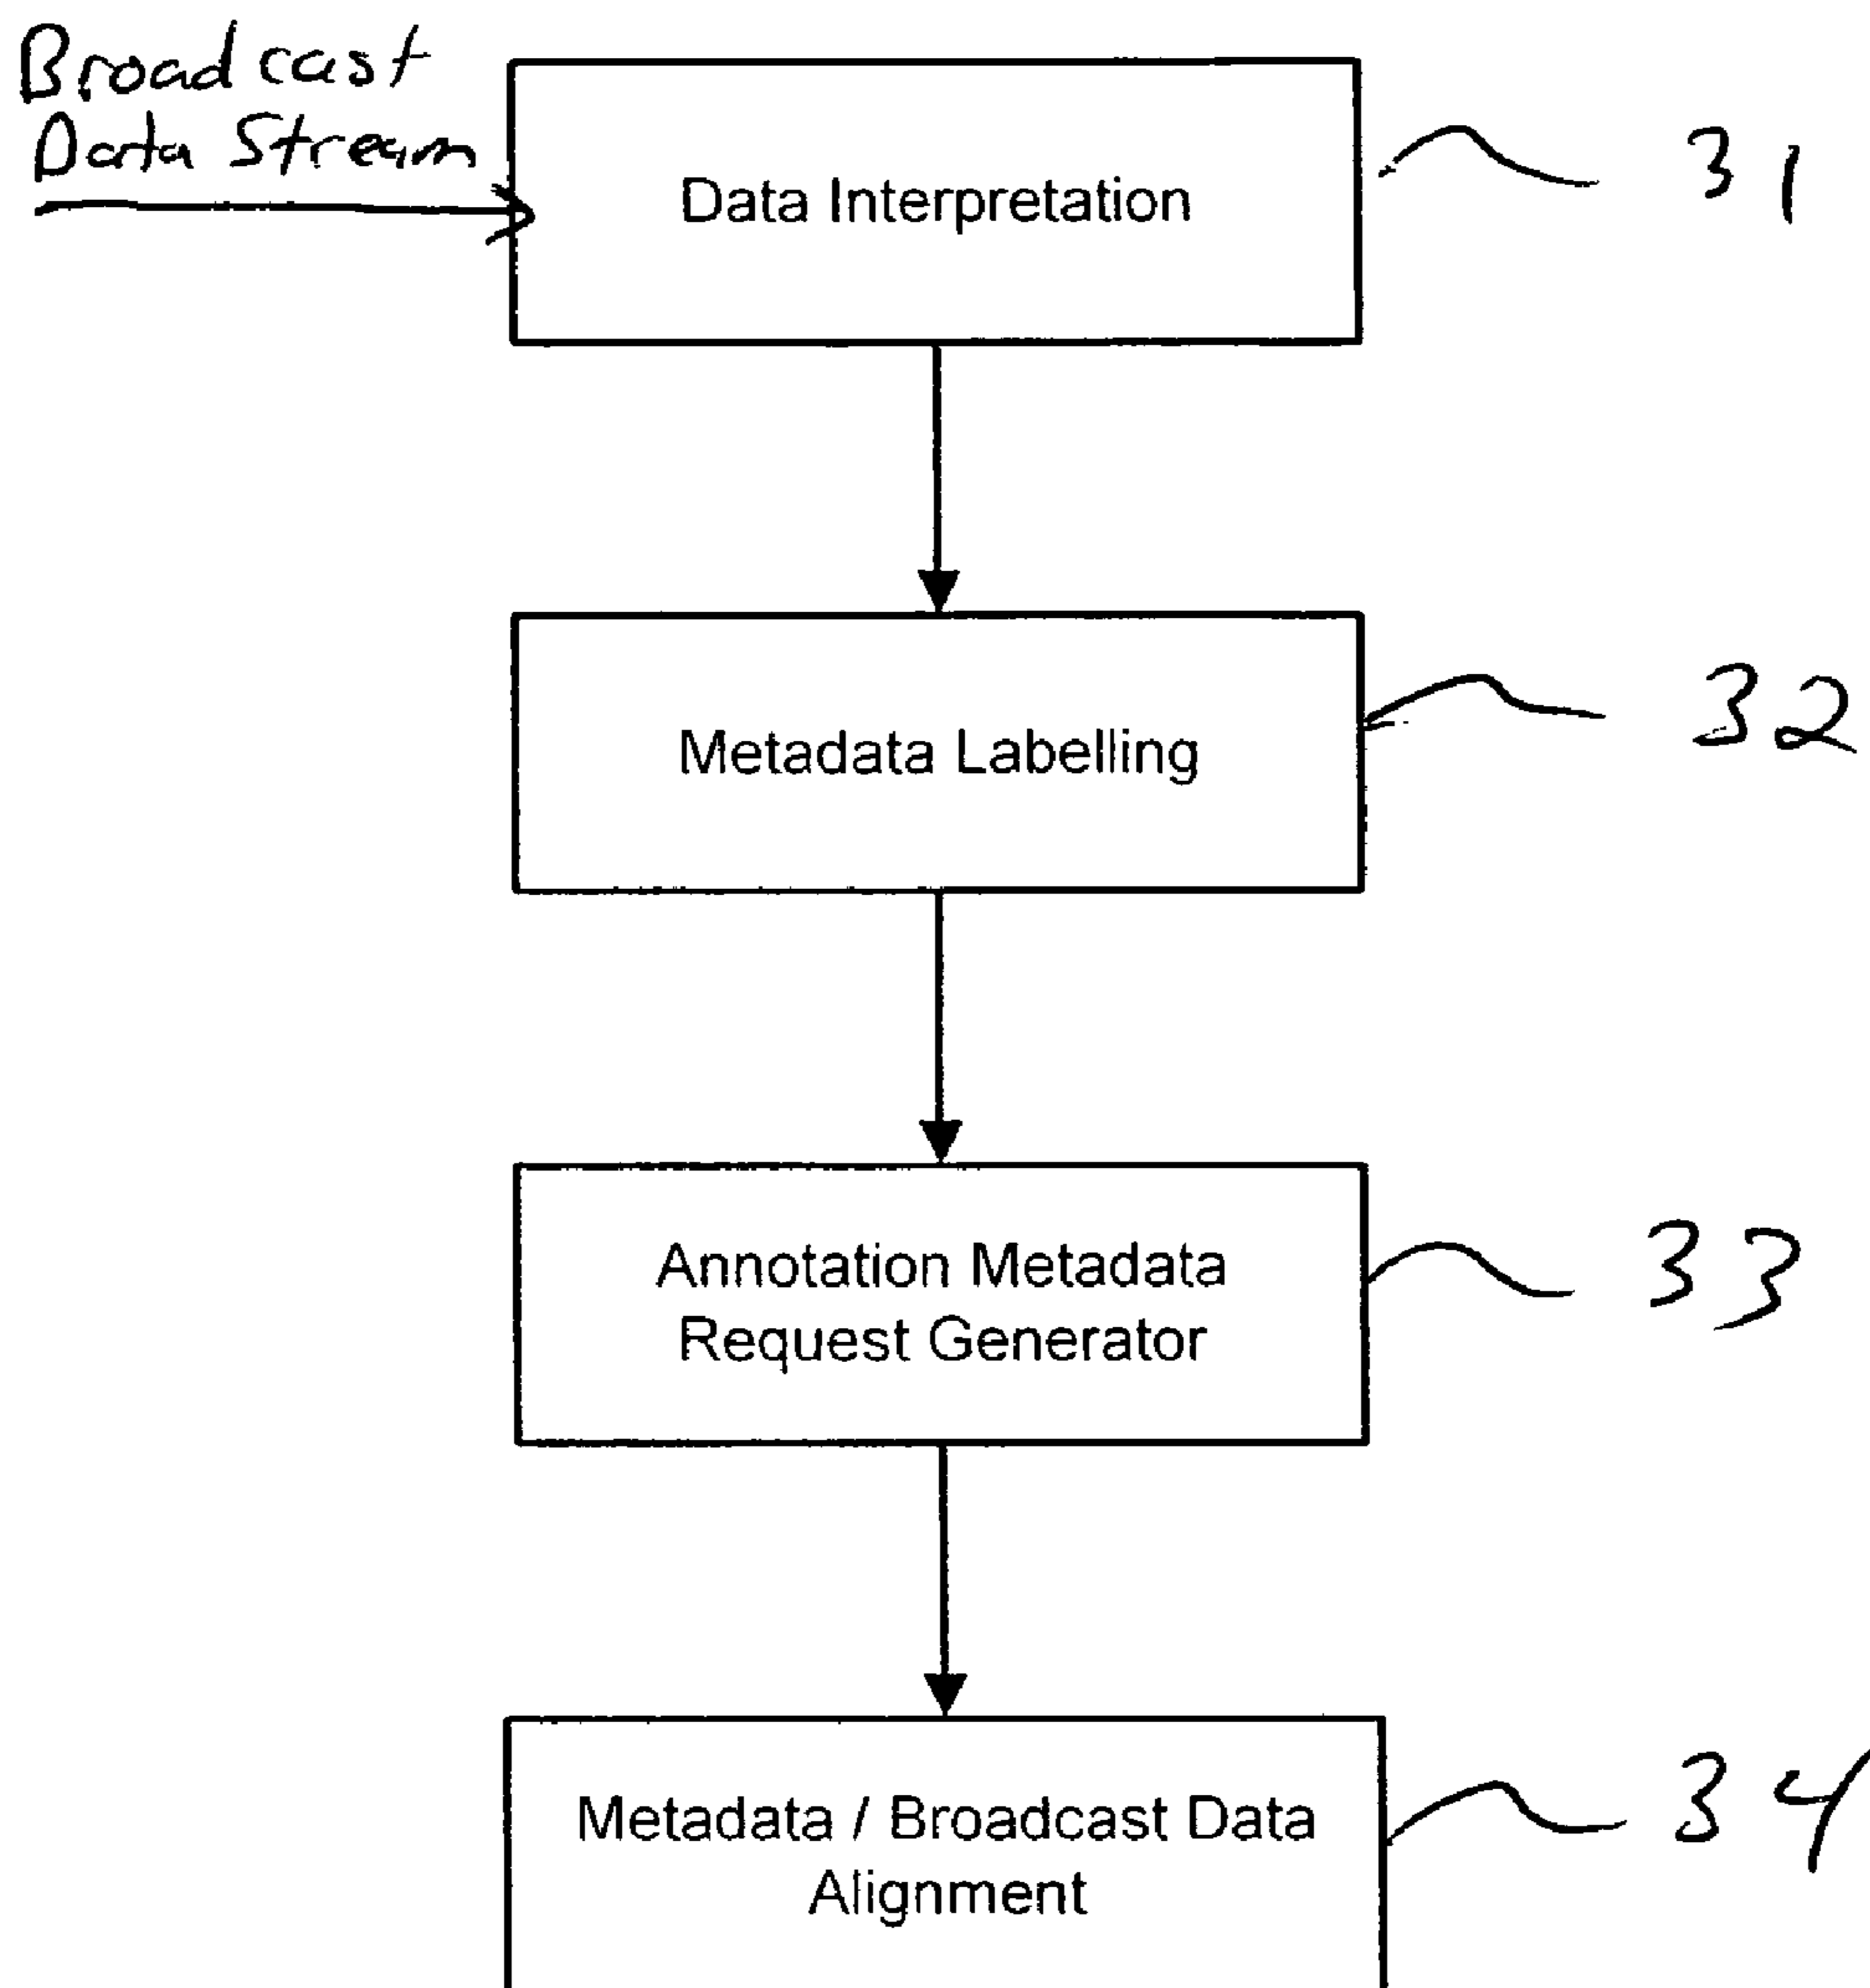 Broadcast
Data Stream
Data Interpretation
31
Metadata Labelling
32
Annotation Metadata
Request Generator
33
Metadata / Broadcast Data
Alignment
34